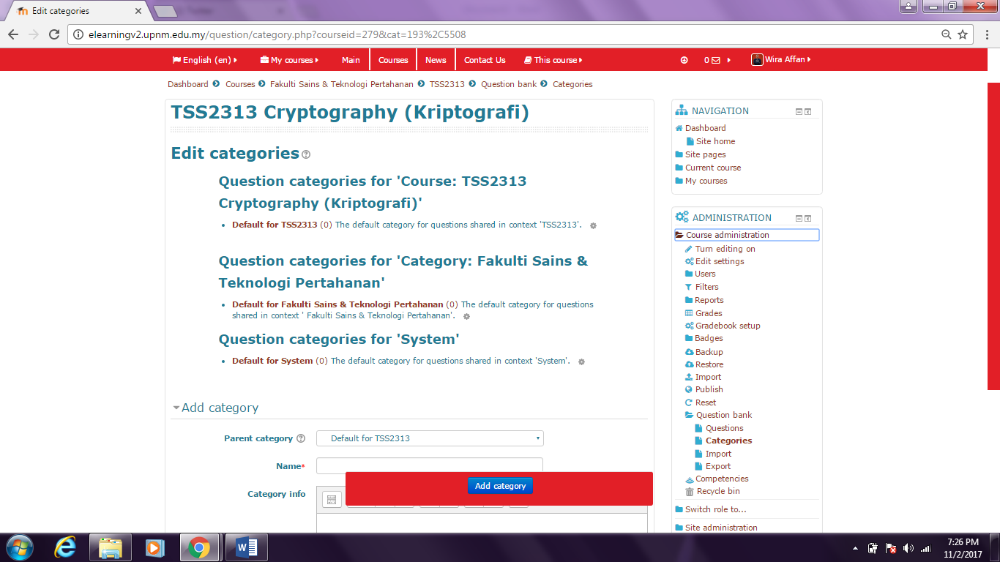 Edit categories
elearningv2.upnm.edu.my/question/category.php?courseid=279&cat=193%2C5508
English (en) My courses Main Courses News Contact Us This course 0 Wira Affan
Dashboard Courses Fakulti Sains & Teknologi Pertahanan TSS2313 Question bank Categories
TSS2313 Cryptography (Kriptografi)
Edit categories
Question categories for 'Course: TSS2313
Cryptography (Kriptografi)'
Default for TSS2313 (0) The default category for questions shared in context 'TSS2313'.
Question categories for 'Category: Fakulti Sains &
Teknologi Pertahanan'
Default for Fakulti Sains & Teknologi Pertahanan (0) The default category for questions
shared in context ' Fakulti Sains & Teknologi Pertahanan'.
Question categories for 'System'
Default for System (0) The default category for questions shared in context 'System'.
Add category
Parent category Default for TSS2313
Name*
Add category
Category info
NAVIGATION
Dashboard
Site home
Site pages
Current course
My courses
ADMINISTRATION
Course administration
Turn editing on
Edit settings
Users
Filters
Reports
Grades
Gradebook setup
Badges
Backup
Restore
Import
Publish
Reset
Question bank
Questions
Categories
Import
Export
Competencies
Recycle bin
Switch role to...
Site administration
7:26 PM
11/2/2017